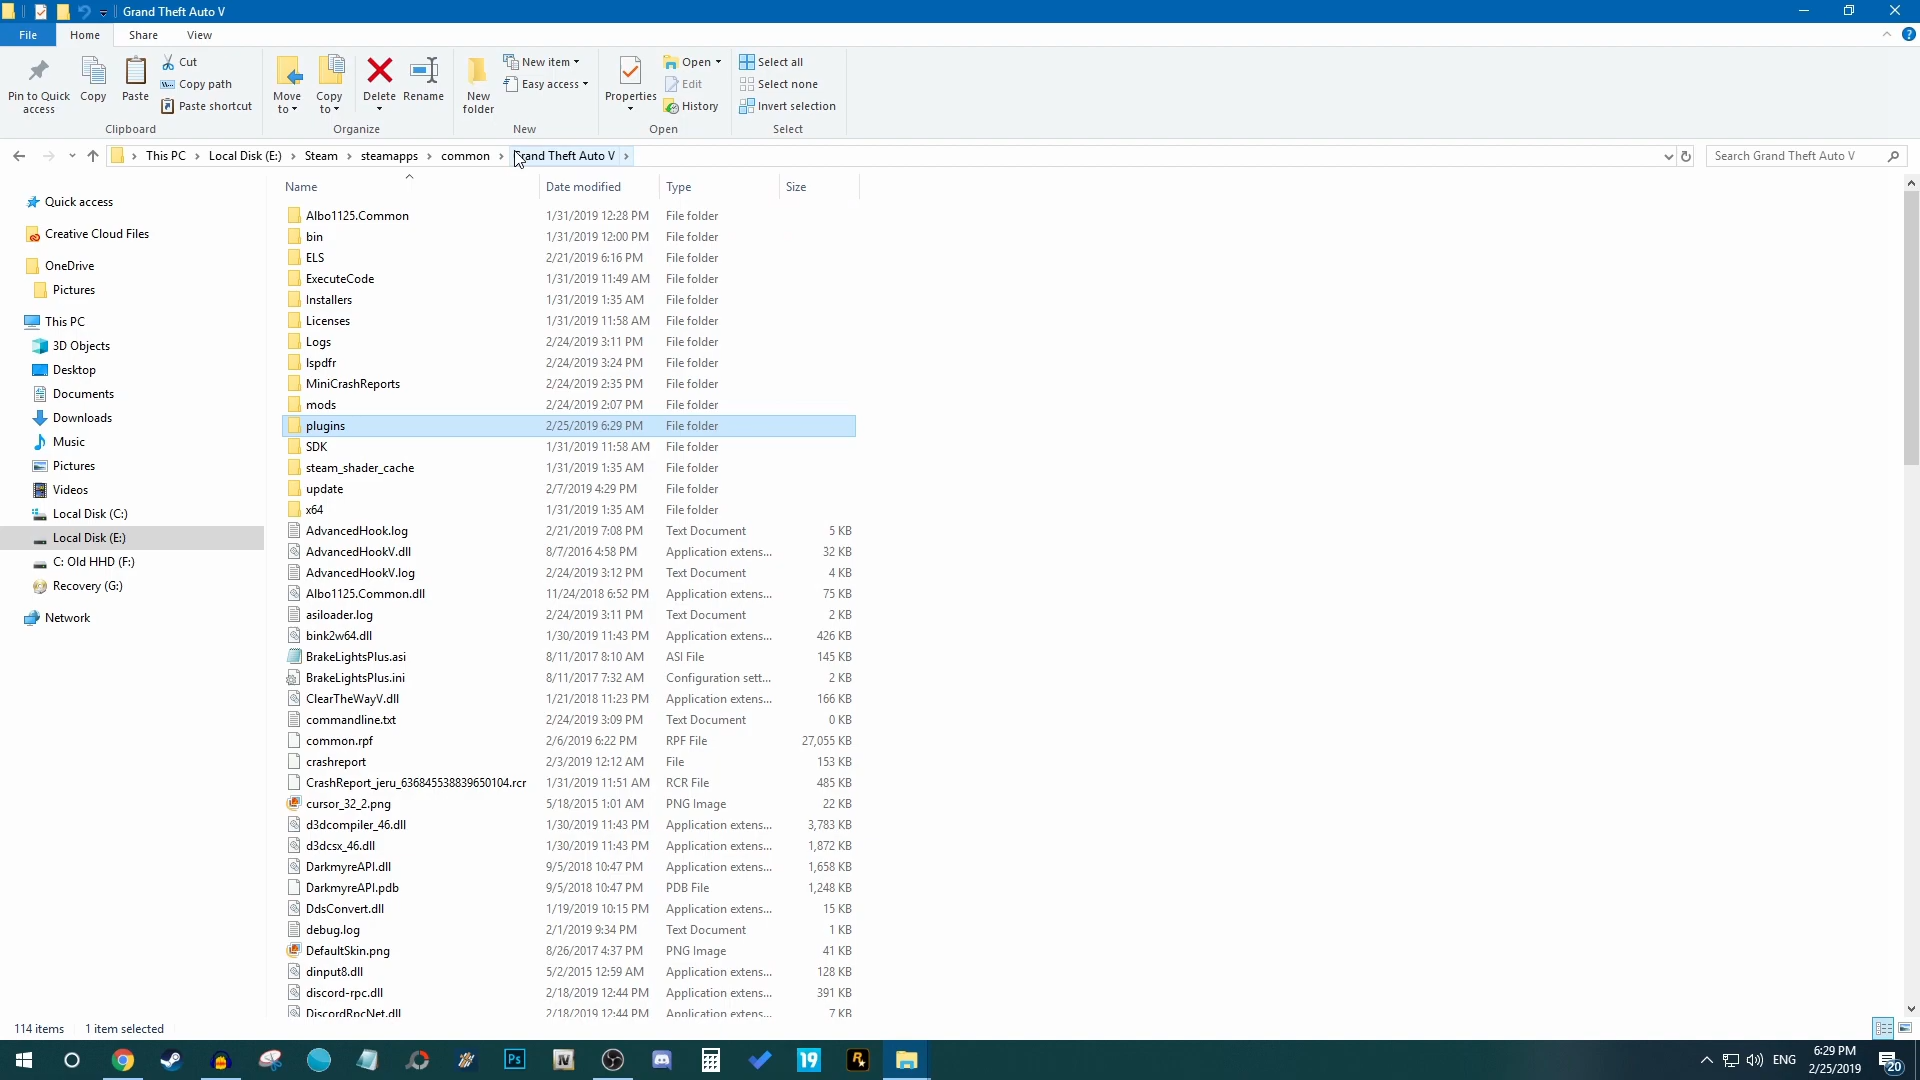 Grand Theft Auto V
File Home Share View
Pin to Quick access
Copy
Paste
Cut
Copy path
Paste shortcut
Clipboard
Move to
Copy to
Delete
Rename
Organize
New folder
New item
Easy access
New
Properties
Open
Edit
History
Open
Select all
Select none
Invert selection
Select
This PC Local Disk (E:) Steam steamapps common Grand Theft Auto V
Search Grand Theft Auto V
Quick access
Creative Cloud Files
OneDrive
Pictures
This PC
3D Objects
Desktop
Documents
Downloads
Music
Pictures
Videos
Local Disk (C:)
Local Disk (E:)
C: Old HHD (F:)
Recovery (G:)
Network
Name Date modified Type Size
Albo1125.Common 1/31/2019 12:28 PM File folder
bin 1/31/2019 12:00 PM File folder
ELS 2/21/2019 6:16 PM File folder
ExecuteCode 1/31/2019 11:49 AM File folder
Installers 1/31/2019 1:35 AM File folder
Licenses 1/31/2019 11:58 AM File folder
Logs 2/24/2019 3:11 PM File folder
lspdfr 2/24/2019 3:24 PM File folder
MiniCrashReports 2/24/2019 2:35 PM File folder
mods 2/24/2019 2:07 PM File folder
plugins 2/25/2019 6:29 PM File folder
SDK 1/31/2019 11:58 AM File folder
steam_shader_cache 1/31/2019 1:35 AM File folder
update 2/7/2019 4:29 PM File folder
x64 1/31/2019 1:35 AM File folder
AdvancedHook.log 2/21/2019 7:08 PM Text Document 5 KB
AdvancedHookV.dll 8/7/2016 4:58 PM Application extens... 32 KB
AdvancedHookV.log 2/24/2019 3:12 PM Text Document 4 KB
Albo1125.Common.dll 11/24/2018 6:52 PM Application extens... 75 KB
asiloader.log 2/24/2019 3:11 PM Text Document 2 KB
bink2w64.dll 1/30/2019 11:43 PM Application extens... 426 KB
BrakeLightsPlus.asi 8/11/2017 8:10 AM ASI File 145 KB
BrakeLightsPlus.ini 8/11/2017 7:32 AM Configuration sett... 2 KB
ClearTheWayV.dll 1/21/2018 11:23 PM Application extens... 166 KB
commandline.txt 2/24/2019 3:09 PM Text Document 0 KB
common.rpf 2/6/2019 6:22 PM RPF File 27,055 KB
crashreport 2/3/2019 12:12 AM File 153 KB
CrashReport_jeru_636845538839650104.rcr 1/31/2019 11:51 AM RCR File 485 KB
cursor_32_2.png 5/18/2015 1:01 AM PNG Image 22 KB
d3dcompiler_46.dll 1/30/2019 11:43 PM Application extens... 3,783 KB
d3dcsx_46.dll 1/30/2019 11:43 PM Application extens... 1,872 KB
DarkmyreAPI.dll 9/5/2018 10:47 PM Application extens... 1,658 KB
DarkmyreAPI.pdb 9/5/2018 10:47 PM PDB File 1,248 KB
DdsConvert.dll 1/19/2019 10:15 PM Application extens... 15 KB
debug.log 2/1/2019 9:34 PM Text Document 1 KB
DefaultSkin.png 8/26/2017 4:37 PM PNG Image 41 KB
dinput8.dll 5/2/2015 12:59 AM Application extens... 128 KB
discord-rpc.dll 2/18/2019 12:44 PM Application extens... 391 KB
DiscordRpcNet.dll 2/18/2019 12:44 PM Application extens... 7 KB
114 items 1 item selected
Ps IV 19 R
ENG
6:29 PM
2/25/2019
20